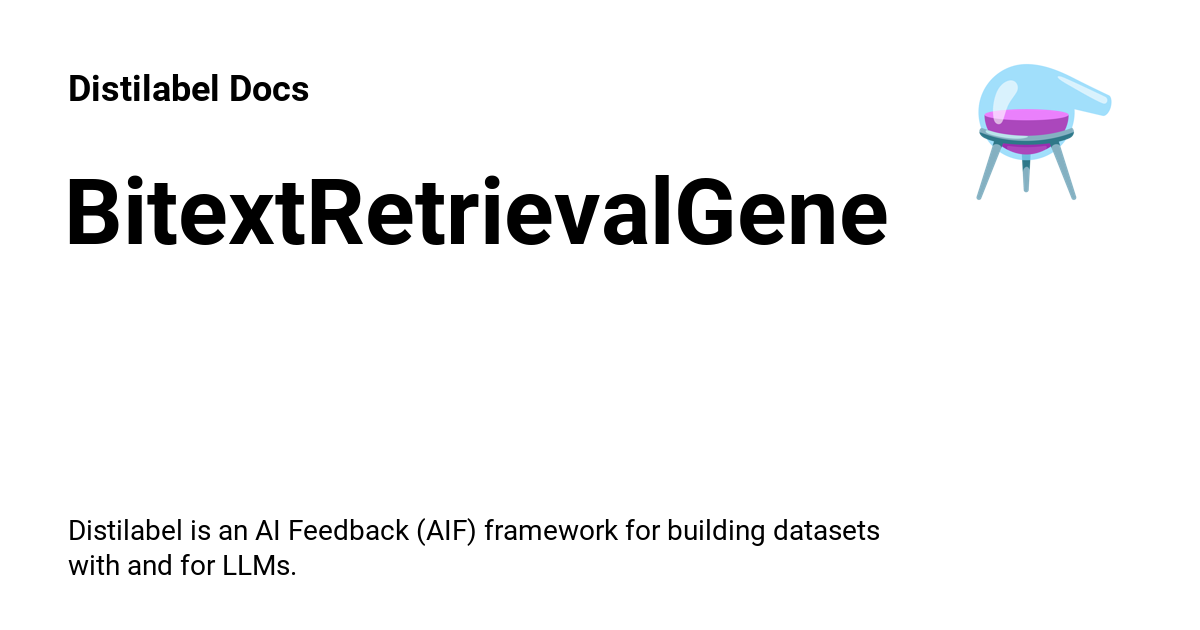 Distilabel Docs
BitextRetrievalGene
Distilabel is an AI Feedback (AIF) framework for building datasets
with and for LLMs.